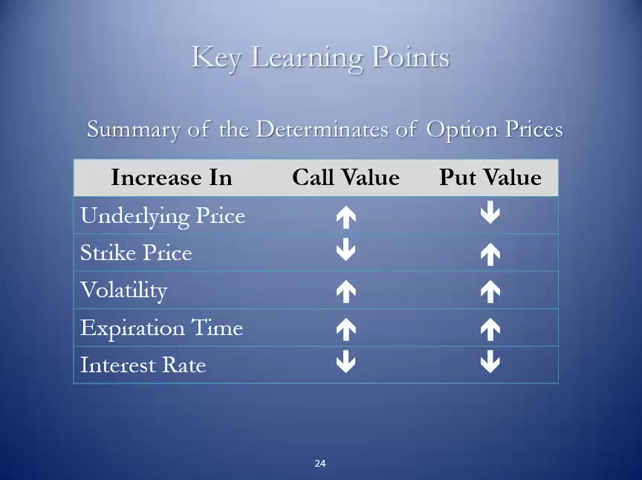 Key Learning Points
Summary of the Determinates of Option Prices
Increase In Call Value Put Value
Underlying Price 🡹 🡻
Strike Price 🡻 🡹
Volatility 🡹 🡹
Expiration Time 🡹 🡹
Interest Rate 🡻 🡻
24